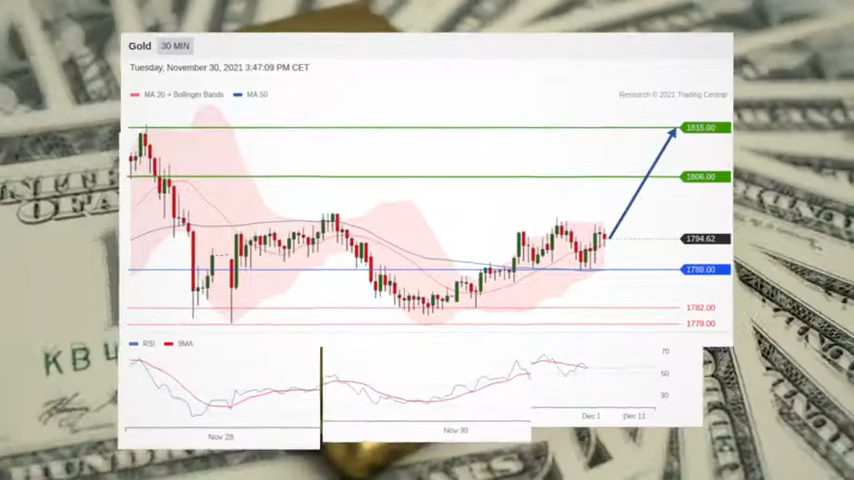 Gold 30 MIN
Tuesday, November 30, 2021 3:47:09 PM CET
MA 20 + Bollinger Bands MA 50
Research © 2021 Trading Central
1815.00
1806.00
1794.62
1789.00
1782.00
1779.00
RSI 9MA
70
50
30
Nov 28
Nov 30
Dec 1
KB